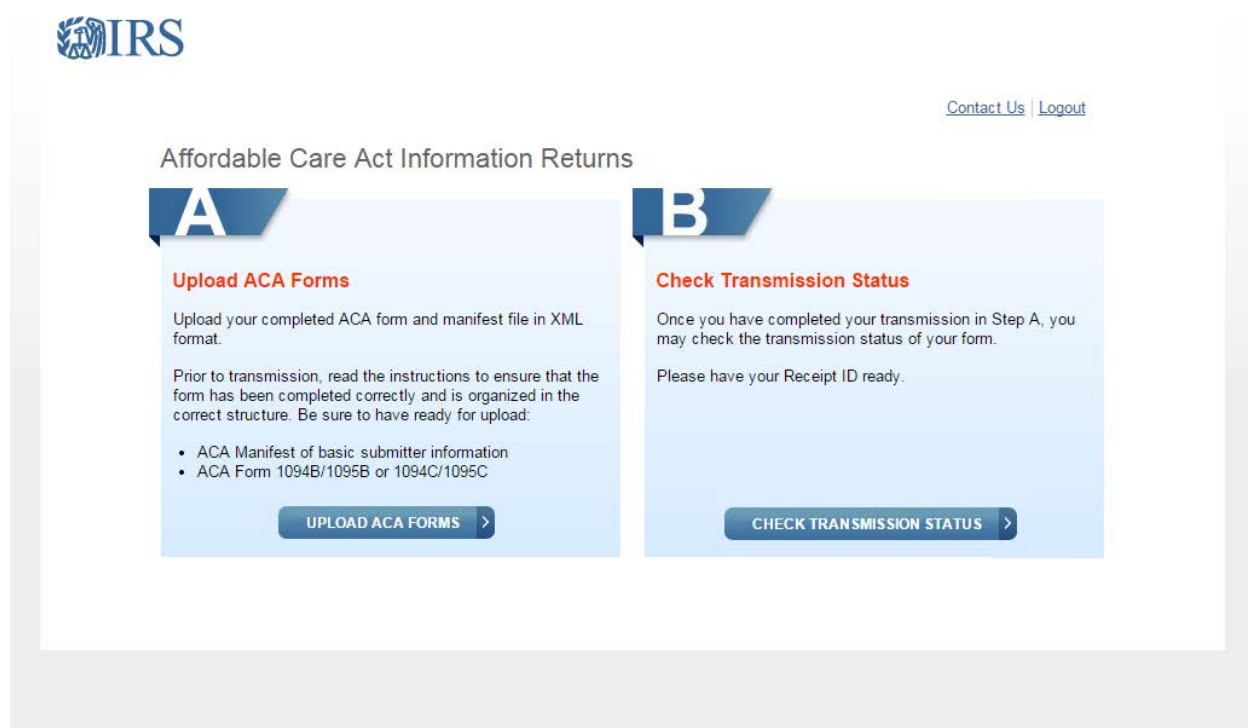 IRS
Contact Us | Logout
Affordable Care Act Information Returns
A
Upload ACA Forms
Upload your completed ACA form and manifest file in XML
format.
Prior to transmission, read the instructions to ensure that the
form has been completed correctly and is organized in the
correct structure. Be sure to have ready for upload:
• ACA Manifest of basic submitter information
• ACA Form 1094B/1095B or 1094C/1095C
UPLOAD ACA FORMS >
B
Check Transmission Status
Once you have completed your transmission in Step A, you
may check the transmission status of your form.
Please have your Receipt ID ready.
CHECK TRANSMISSION STATUS >